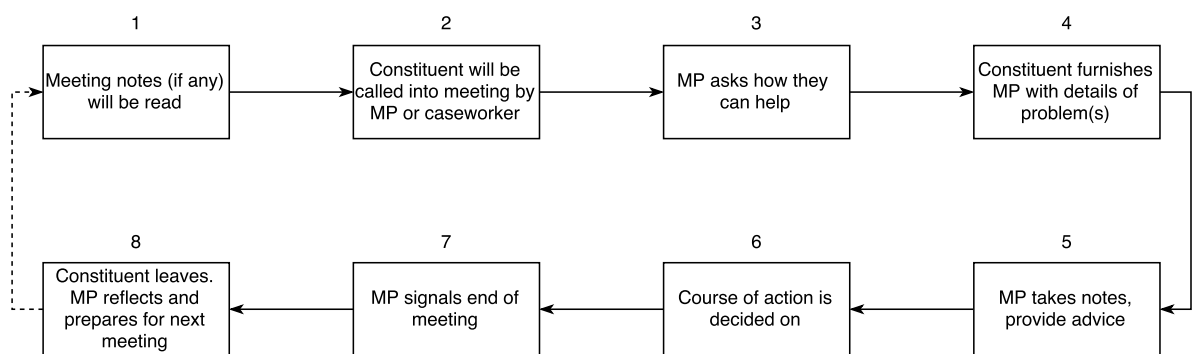 1
2
3
4
Meeting notes (if any)
will be read
Constituent will be
called into meeting by
MP or caseworker
MP asks how they
can help
Constituent furnishes
MP with details of
problem(s)
8
7
6
5
Constituent leaves.
MP reflects and
prepares for next
meeting
MP signals end of
meeting
Course of action is
decided on
MP takes notes,
provide advice